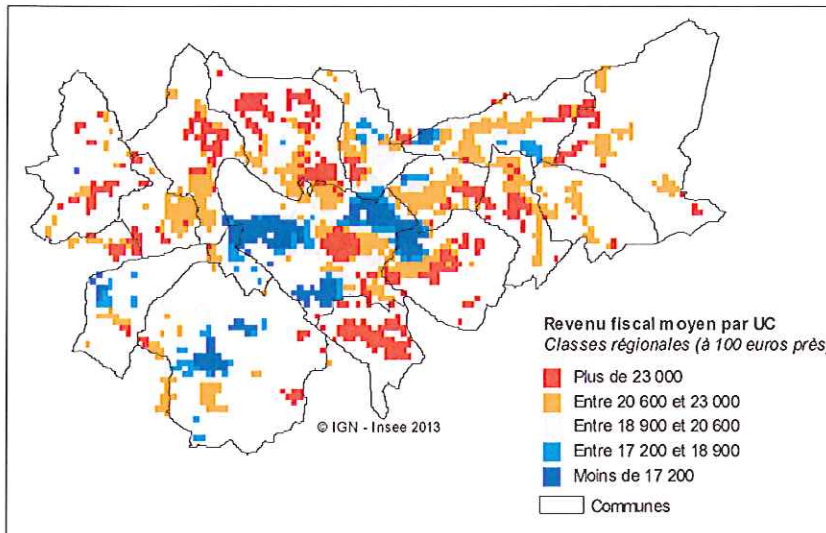 Revenu fiscal moyen par UC
Classes régionales (à 100 euros près)
Plus de 23 000
Entre 20 600 et 23 000
Entre 18 900 et 20 600
Entre 17 200 et 18 900
Moins de 17 200
Communes
© IGN - Insee 2013